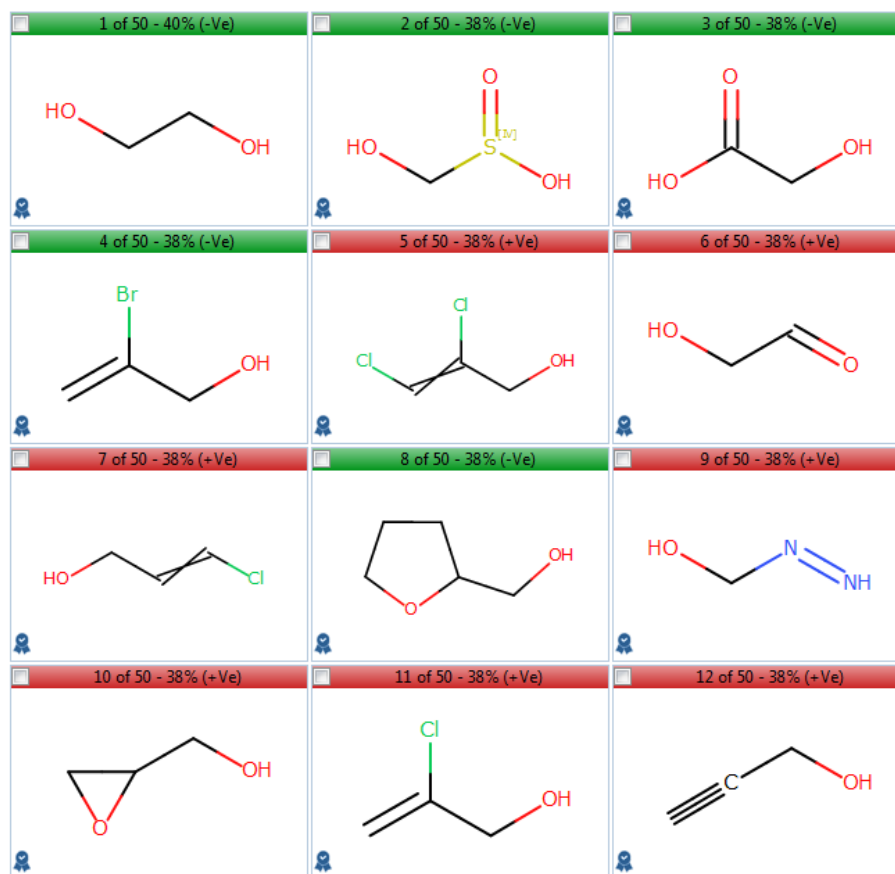 1 of 50 - 40% (-Ve)
2 of 50 - 38% (-Ve)
3 of 50 - 38% (-Ve)
HO
OH
O
HO
S[IV]
OH
O
HO
OH
4 of 50 - 38% (-Ve)
5 of 50 - 38% (+Ve)
6 of 50 - 38% (+Ve)
Br
OH
Cl
Cl
OH
HO
O
7 of 50 - 38% (+Ve)
8 of 50 - 38% (-Ve)
9 of 50 - 38% (+Ve)
HO
Cl
O
OH
HO
N
NH
10 of 50 - 38% (+Ve)
11 of 50 - 38% (+Ve)
12 of 50 - 38% (+Ve)
O
OH
Cl
OH
C
OH